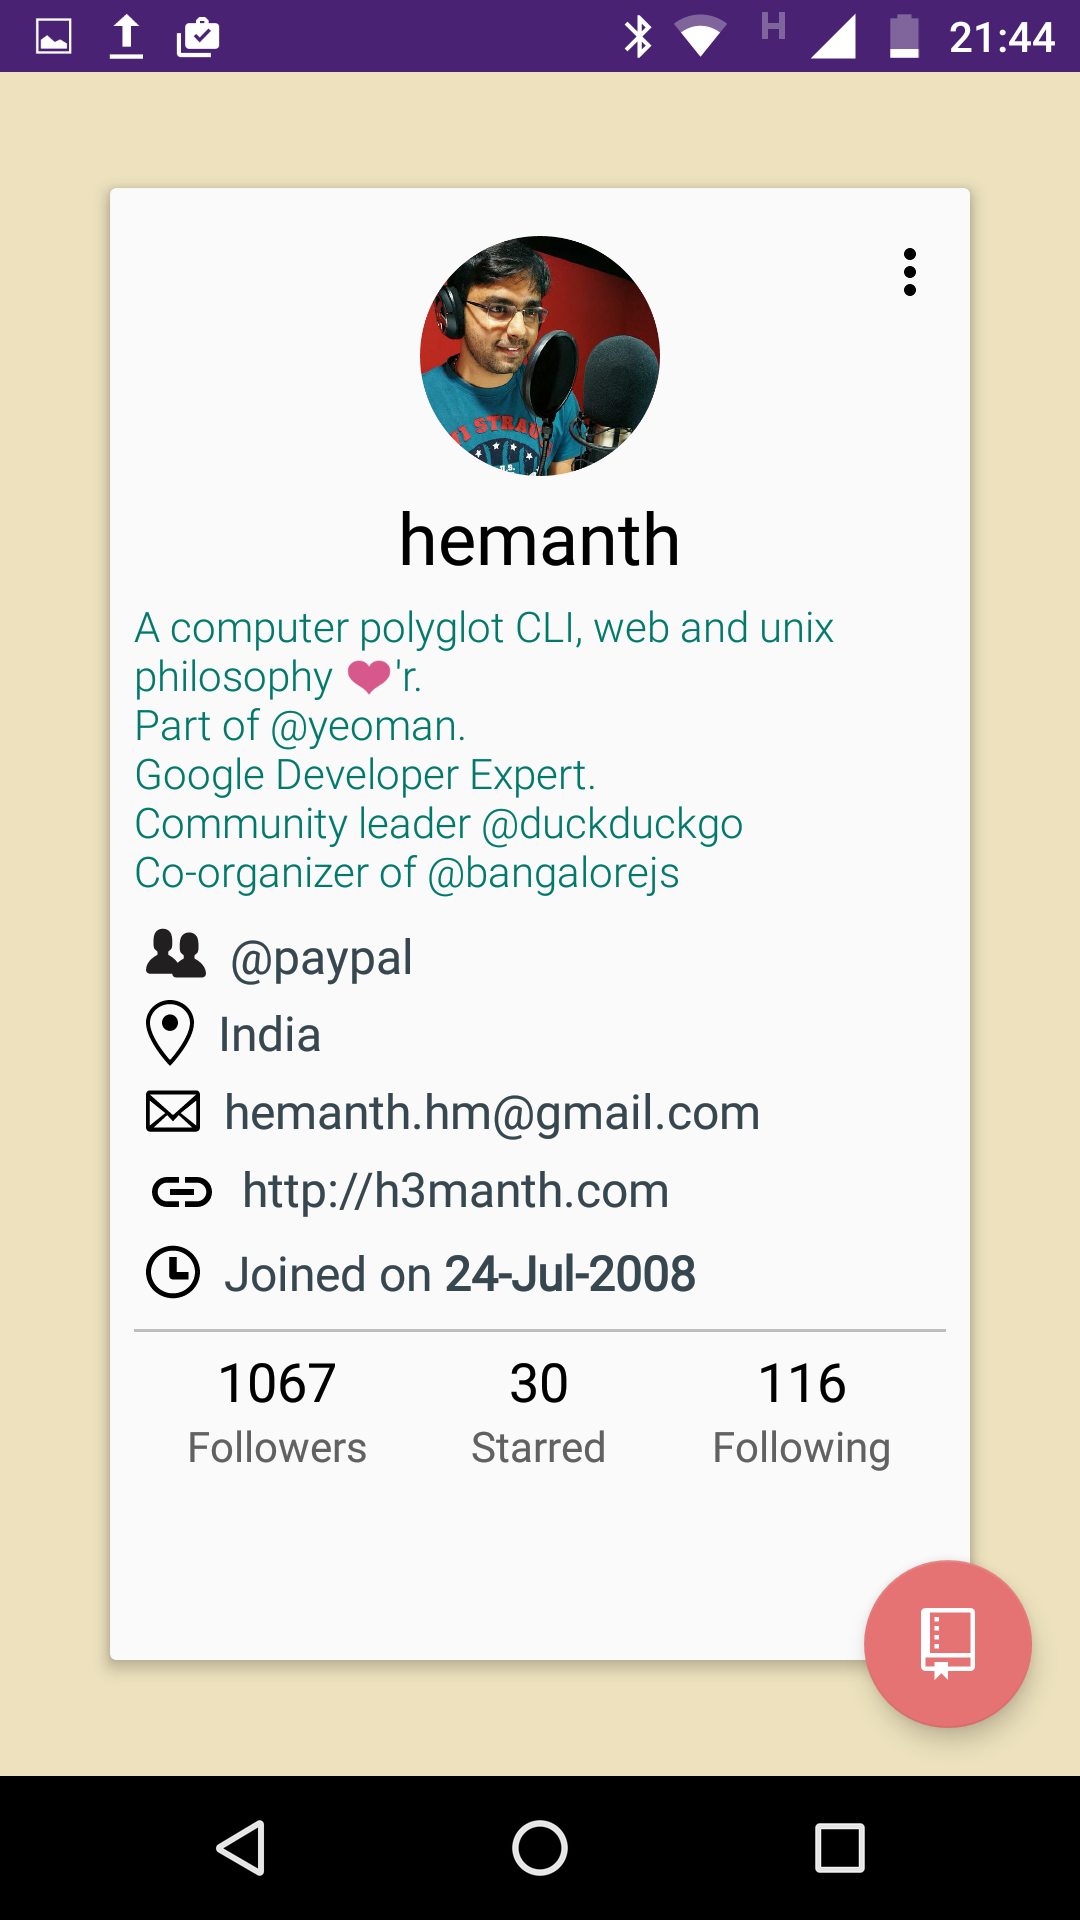 H 21:44
hemanth
A computer polyglot CLI, web and unix
philosophy 💗'r.
Part of @yeoman.
Google Developer Expert.
Community leader @duckduckgo
Co-organizer of @bangalorejs
@paypal
India
hemanth.hm@gmail.com
http://h3manth.com
Joined on 24-Jul-2008
1067 30 116
Followers Starred Following